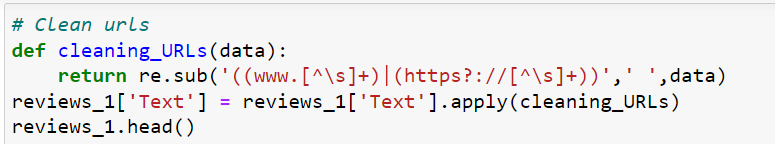 # Clean urls
def cleaning_URLs(data):
    return re.sub('((www.[^\s]+)|(https?://[^\s]+))',' ',data)
reviews_1['Text'] = reviews_1['Text'].apply(cleaning_URLs)
reviews_1.head()